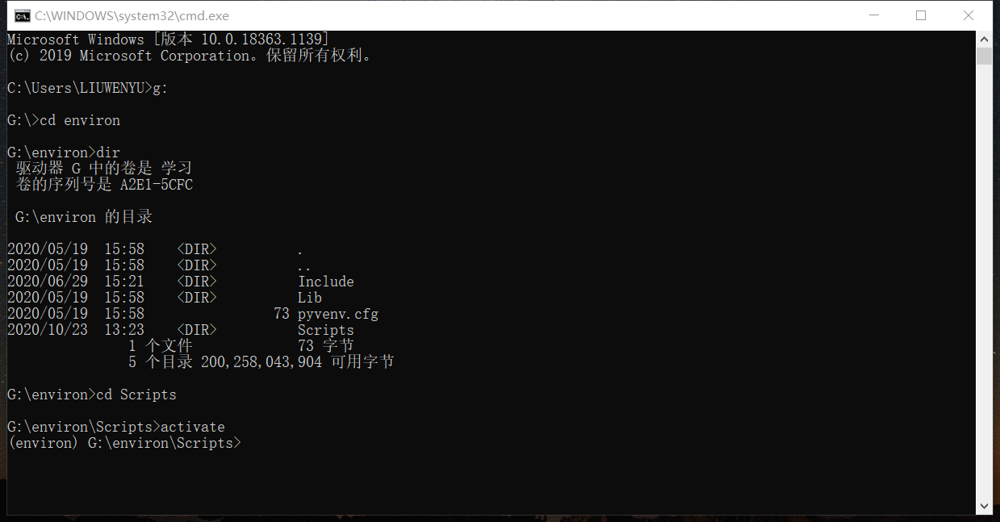 C:\WINDOWS\system32\cmd.exe
Microsoft Windows [版本 10.0.18363.1139]
(c) 2019 Microsoft Corporation。保留所有权利。
C:\Users\LIUWENYU>g:
G:\>cd environ
G:\environ>dir
 驱动器 G 中的卷是 学习
 卷的序列号是 A2E1-5CFC
 G:\environ 的目录
2020/05/19  15:58    <DIR>          .
2020/05/19  15:58    <DIR>          ..
2020/06/29  15:21    <DIR>          Include
2020/05/19  15:58    <DIR>          Lib
2020/05/19  15:58                73 pyvenv.cfg
2020/10/23  13:23    <DIR>          Scripts
               1 个文件             73 字节
               5 个目录 200,258,043,904 可用字节
G:\environ>cd Scripts
G:\environ\Scripts>activate
(environ) G:\environ\Scripts>